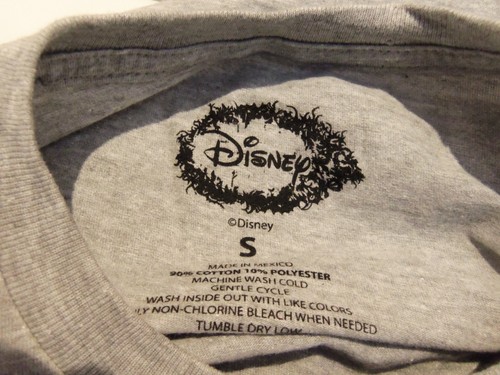 Disney
©Disney
S
MADE IN MEXICO
90% COTTON 10% POLYESTER
MACHINE WASH COLD
GENTLE CYCLE
WASH INSIDE OUT WITH LIKE COLORS
LY NON-CHLORINE BLEACH WHEN NEEDED
TUMBLE DRY LOW